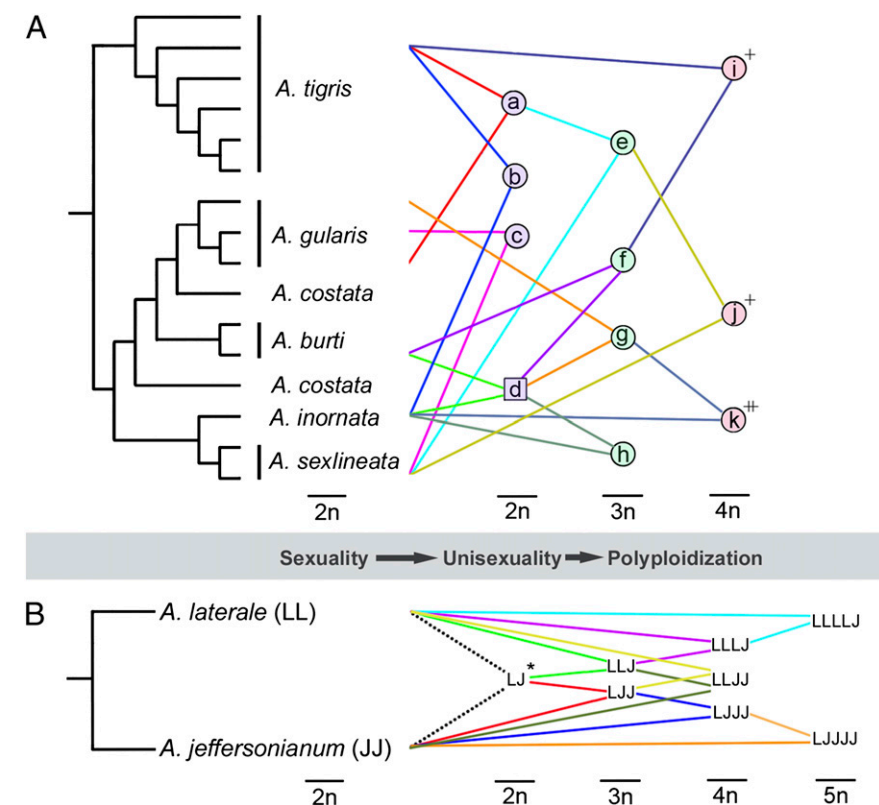 A
A. tigris
i +
a
e
b
A. gularis
c
f
A. costata
j +
A. burti
g
A. costata
d
A. inornata
k ++
A. sexlineata
h
2n 2n 3n 4n
Sexuality Unisexuality Polyploidization
B
A. laterale (LL)
LLLLJ
LLLJ
LLJ
LJ *
LLJJ
LJJ
LJJJ
LJJJJ
A. jeffersonianum (JJ)
2n 2n 3n 4n 5n